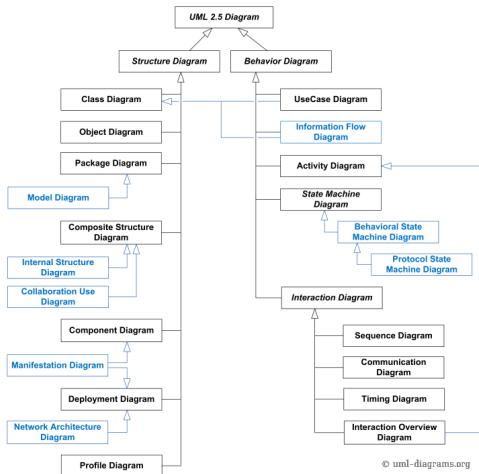 UML 2.5 Diagram
Structure Diagram
Behavior Diagram
Class Diagram
UseCase Diagram
Object Diagram
Information Flow
Diagram
Package Diagram
Activity Diagram
Model Diagram
State Machine
Diagram
Composite Structure
Diagram
Behavioral State
Machine Diagram
Internal Structure
Diagram
Protocol State
Machine Diagram
Collaboration Use
Diagram
Interaction Diagram
Component Diagram
Sequence Diagram
Manifestation Diagram
Communication
Diagram
Deployment Diagram
Timing Diagram
Network Architecture
Diagram
Interaction Overview
Diagram
Profile Diagram
© uml-diagrams.org